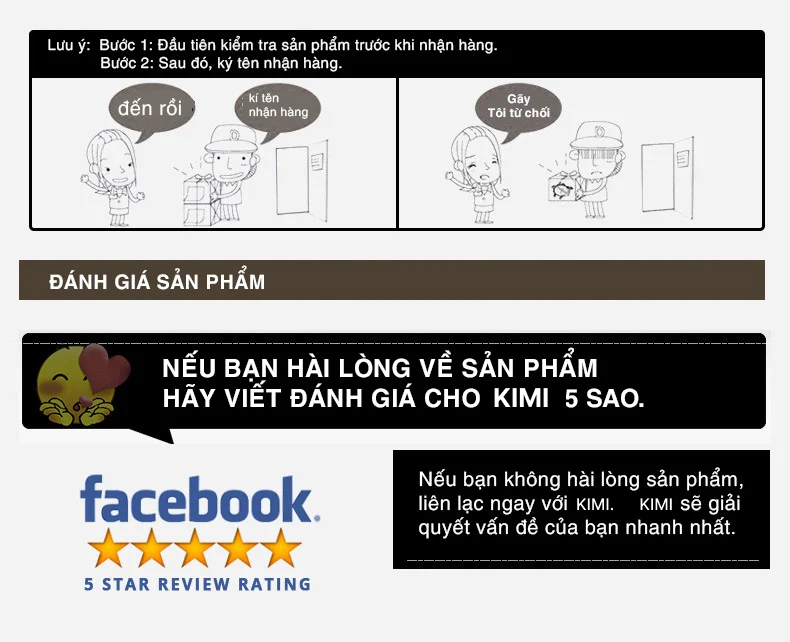 Lưu ý: Bước 1: Đầu tiên kiểm tra sản phẩm trước khi nhận hàng.
Bước 2: Sau đó, ký tên nhận hàng.
đến rồi
kí tên
nhận hàng
Gãy
Tôi từ chối
D
ĐÁNH GIÁ SẢN PHẨM
NẾU BẠN HÀI LÒNG VỀ SẢN PHẨM
HÃY VIẾT ĐÁNH GIÁ CHO KIMI 5 SAO.
facebook.
5 STAR REVIEW RATING
Nếu bạn không hài lòng sản phẩm,
liên lạc ngay với KIMI. KIMI sẽ giải
quyết vấn đề của bạn nhanh nhất.